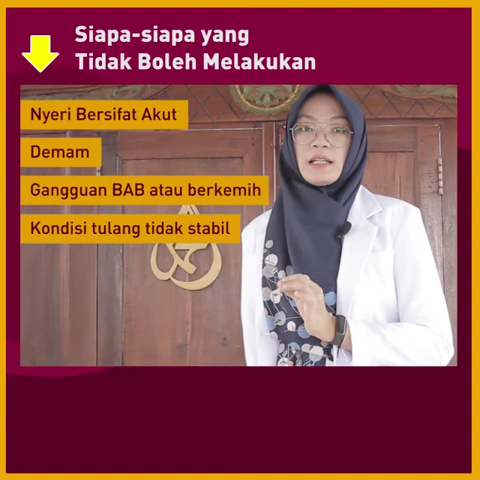 Siapa-siapa yang
Tidak Boleh Melakukan
Nyeri Bersifat Akut
Demam
Gangguan BAB atau berkemih
Kondisi tulang tidak stabil